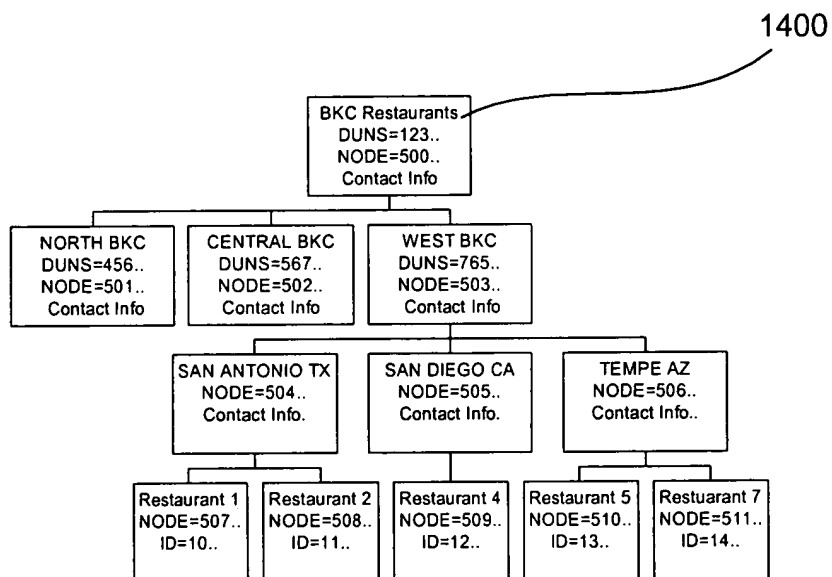 1400
BKC Restaurants
DUNS=123..
NODE=500..
Contact Info
NORTH BKC
DUNS=456..
NODE=501..
Contact Info
CENTRAL BKC
DUNS=567..
NODE=502..
Contact Info
WEST BKC
DUNS=765..
NODE=503..
Contact Info
SAN ANTONIO TX
NODE=504..
Contact Info.
SAN DIEGO CA
NODE=505..
Contact Info.
TEMPE AZ
NODE=506..
Contact Info..
Restaurant 1
NODE=507..
ID=10..
Restaurant 2
NODE=508..
ID=11..
Restaurant 4
NODE=509..
ID=12..
Restaurant 5
NODE=510..
ID=13..
Restuarant 7
NODE=511..
ID=14..